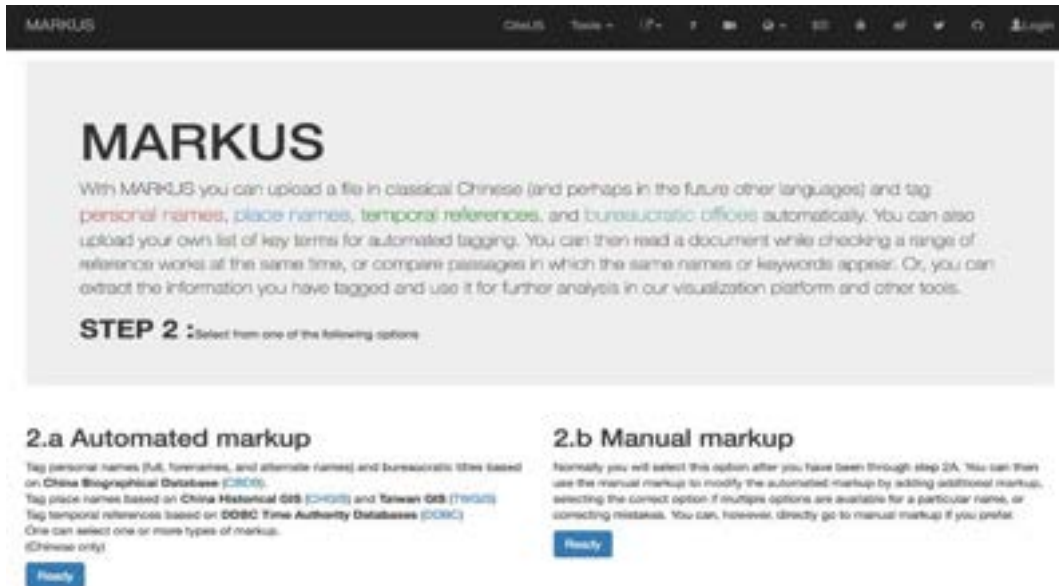 MARKUS
Tools
Login
MARKUS
With MARKUS you can upload a file in classical Chinese (and perhaps in the future other languages) and tag
personal names, place names, temporal references, and bureaucratic offices automatically. You can also
upload your own list of key terms for automated tagging. You can then read a document while checking a range of
reference works at the same time, or compare passages in which the same names or keywords appear. Or, you can
extract the information you have tagged and use it for further analysis in our visualization platform and other tools.
STEP 2 : Select from one of the following options
2.a Automated markup
Tag personal names (full, forenames, and alternate names) and bureaucratic titles based
on China Biographical Database (CBDB).
Tag place names based on China Historical GIS (CHGIS) and Taiwan GIS (TWGIS)
Tag temporal references based on DDBC Time Authority Databases (DDBC)
One can select one or more types of markup.
(Chinese only)
Ready
2.b Manual markup
Normally you will select this option after you have been through step 2A. You can then
use the manual markup to modify the automated markup by adding additional markup,
selecting the correct option if multiple options are available for a particular name, or
correcting mistakes. You can, however, directly go to manual markup if you prefer.
Ready